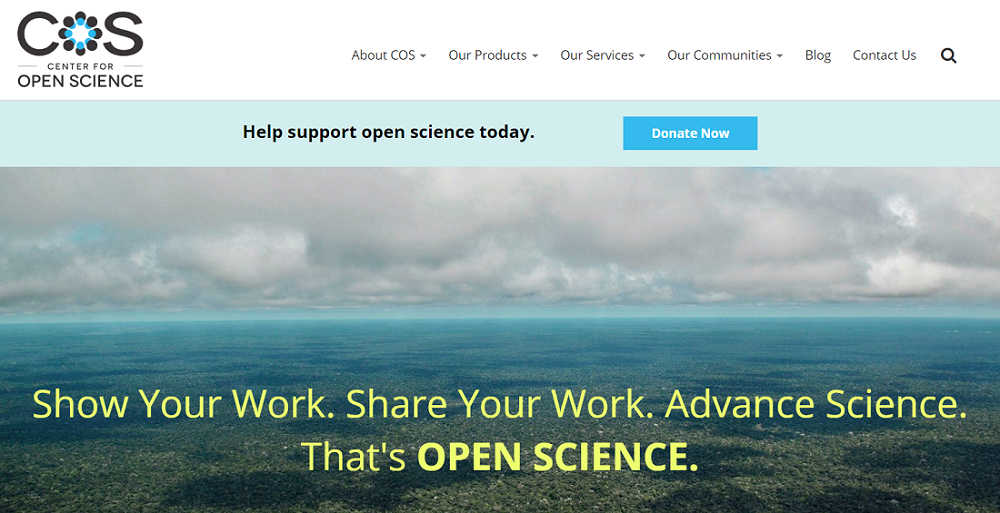 COS
CENTER FOR
OPEN SCIENCE
About COS Our Products Our Services Our Communities Blog Contact Us
Help support open science today. Donate Now
Show Your Work. Share Your Work. Advance Science.
That's OPEN SCIENCE.